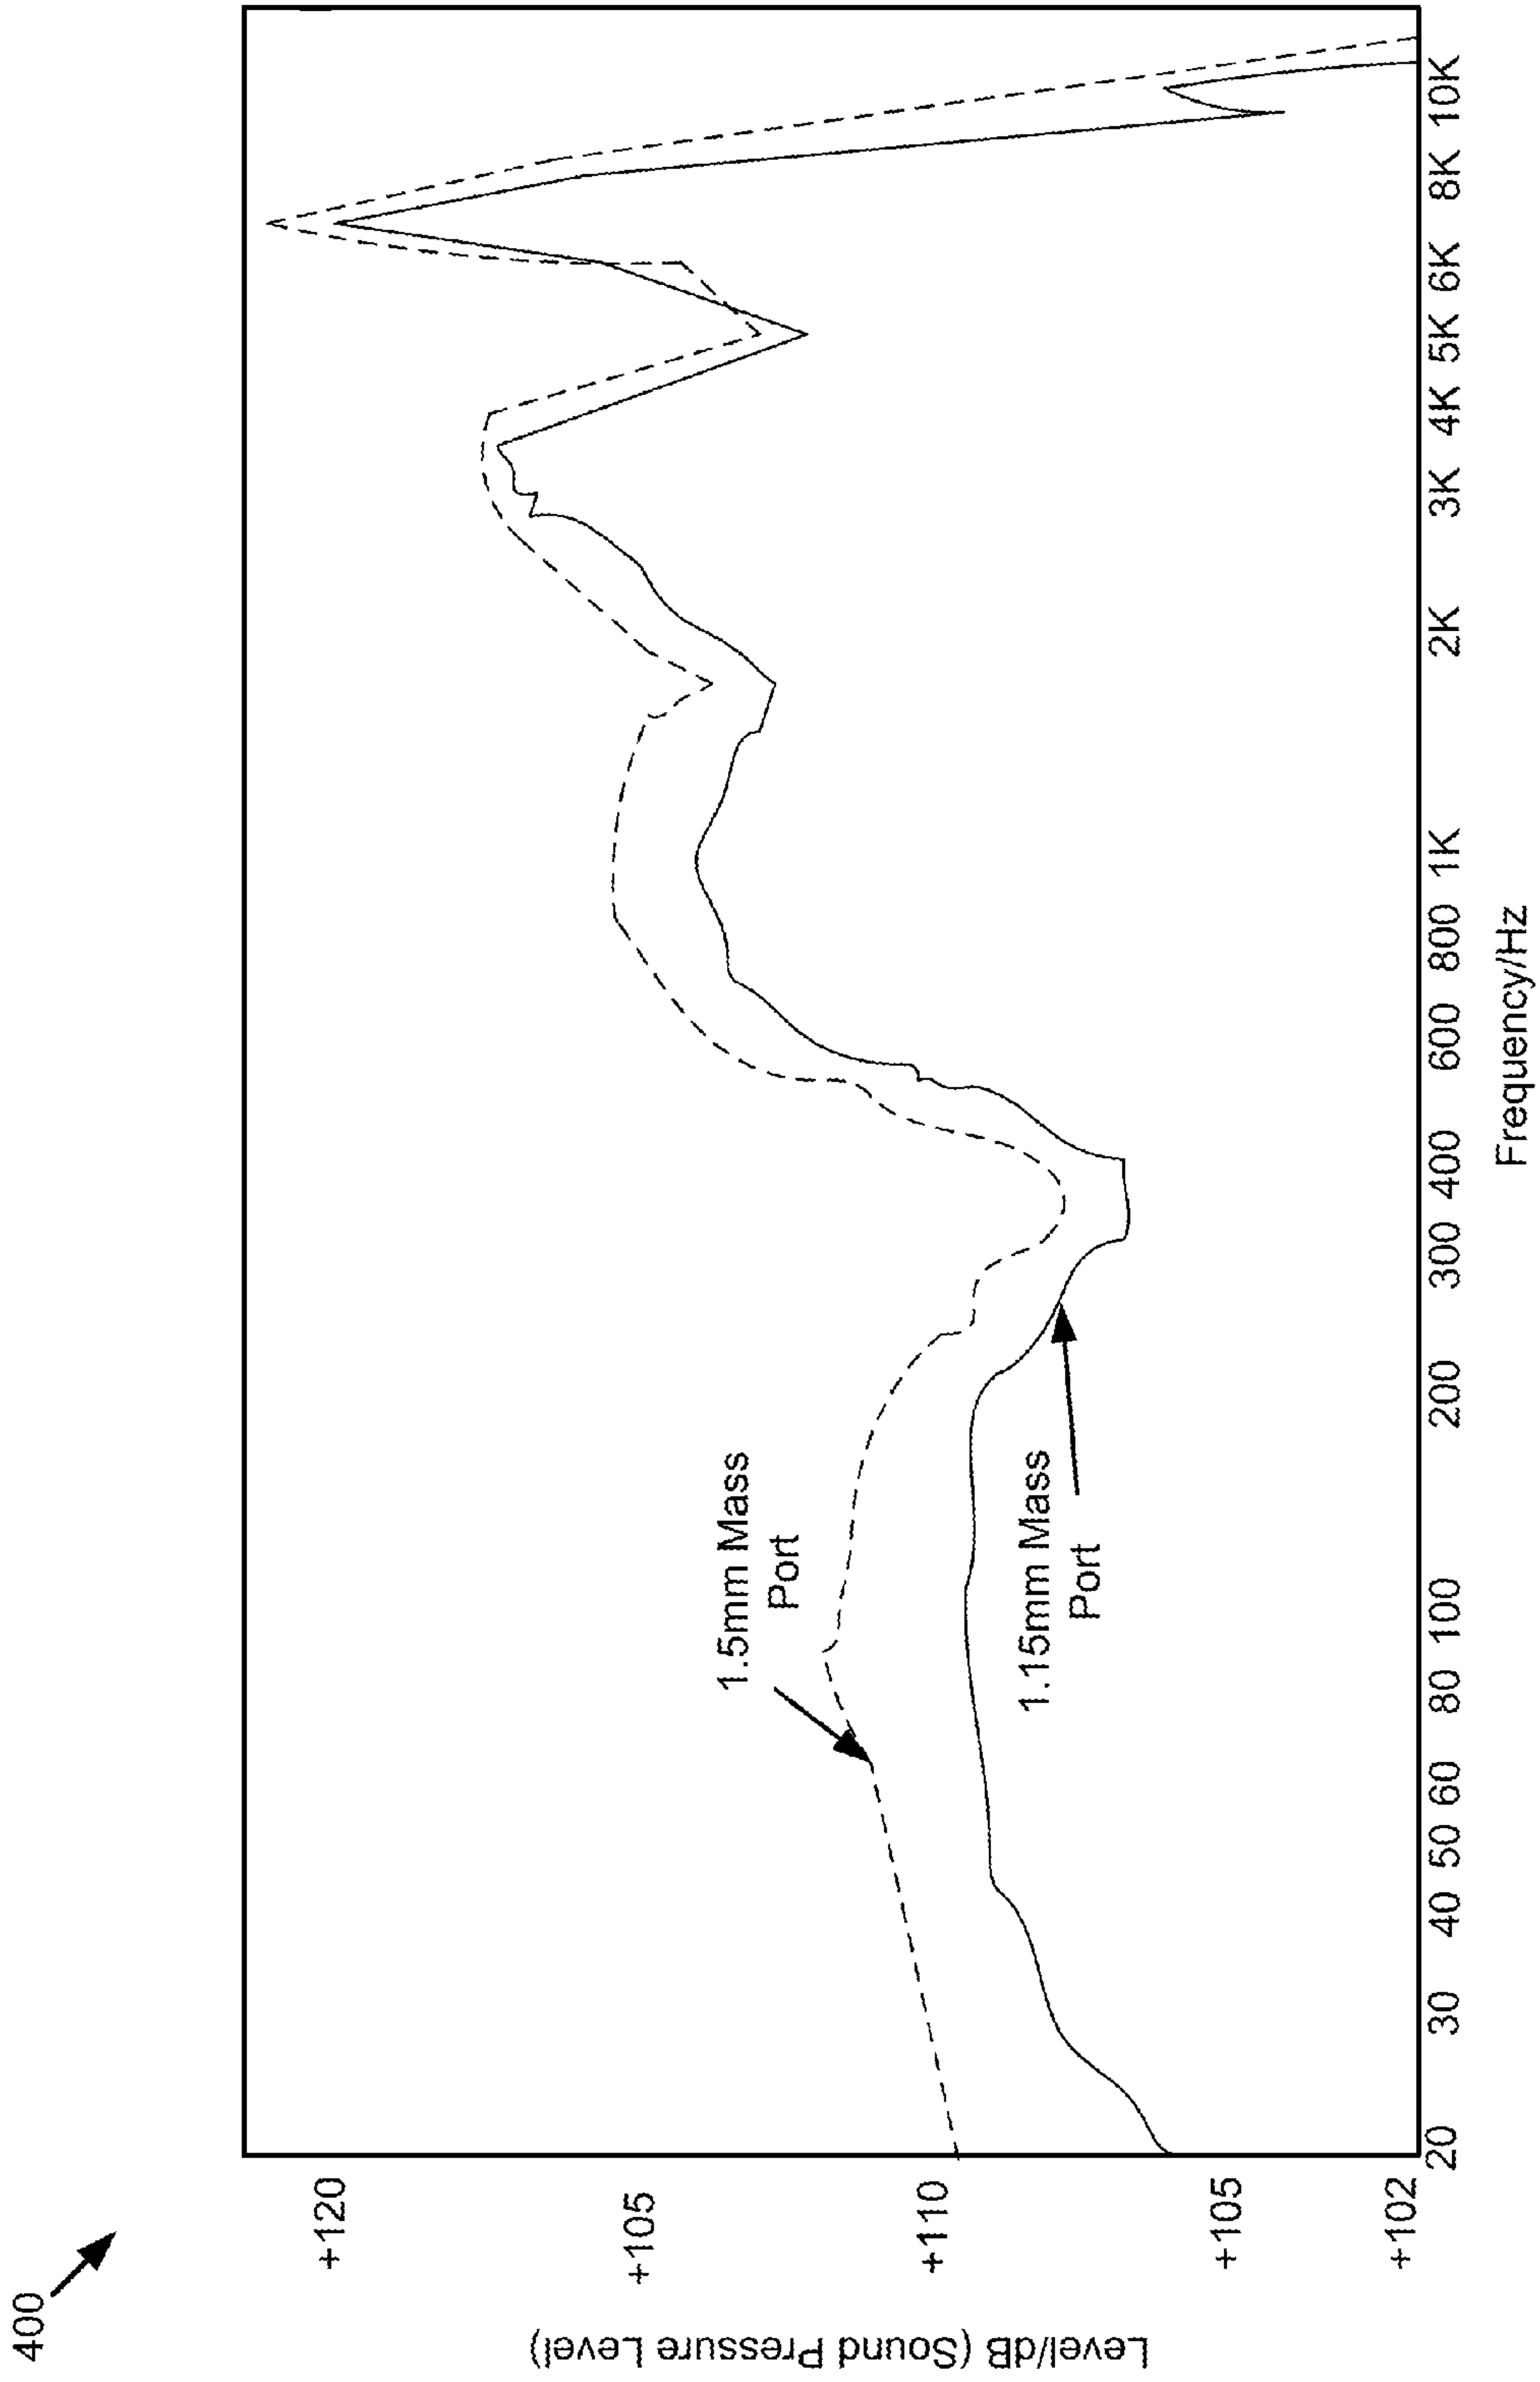 400
Level/dB (Sound Pressure Level)
+120
+105
+110
+105
+102
1.5mm Mass
Port
1.15mm Mass
Port
20 30 40 50 60 80 100 200 300 400 600 800 1K 2K 3K 4K 5K 6K 8K 10K
Frequency/Hz